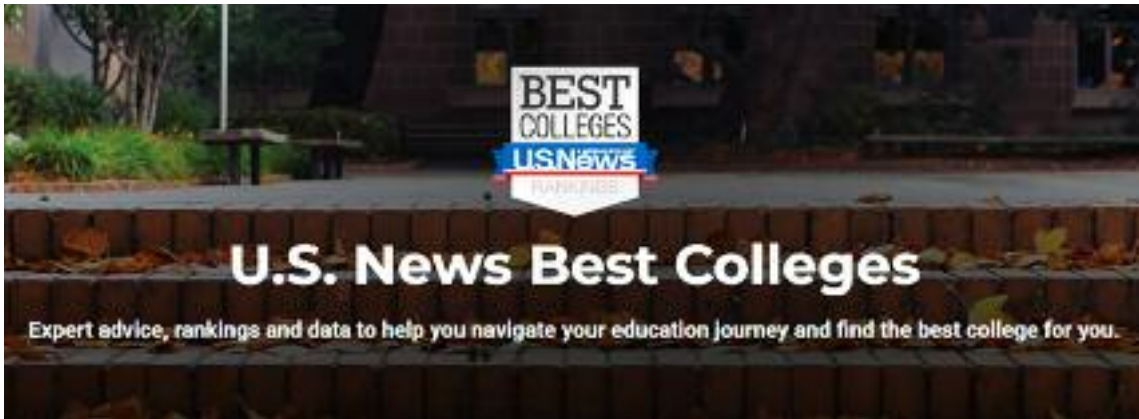 BEST
COLLEGES
U.S.News
RANKINGS
U.S. News Best Colleges
Expert advice, rankings and data to help you navigate your education journey and find the best college for you.